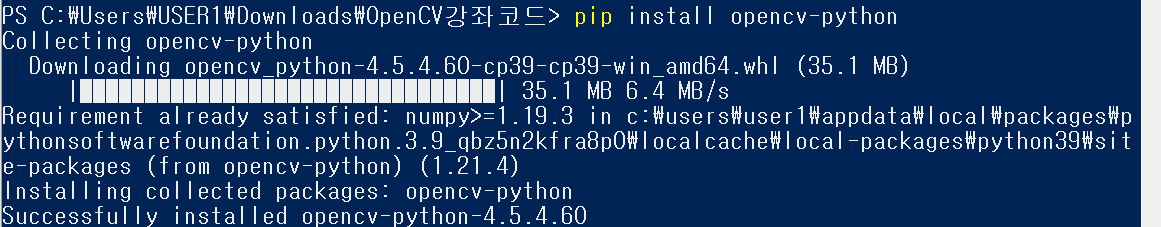 PS C:₩Users₩USER1₩Downloads₩OpenCV강좌코드> pip install opencv-python
Collecting opencv-python
Downloading opencv_python-4.5.4.60-cp39-cp39-win_amd64.whl (35.1 MB)
|████████████████████████████████| 35.1 MB 6.4 MB/s
Requirement already satisfied: numpy>=1.19.3 in c:₩users₩user1₩appdata₩local₩packages₩p
ythonsoftwarefoundation.python.3.9_qbz5n2kfra8p0₩localcache₩local-packages₩python39₩sit
e-packages (from opencv-python) (1.21.4)
Installing collected packages: opencv-python
Successfully installed opencv-python-4.5.4.60